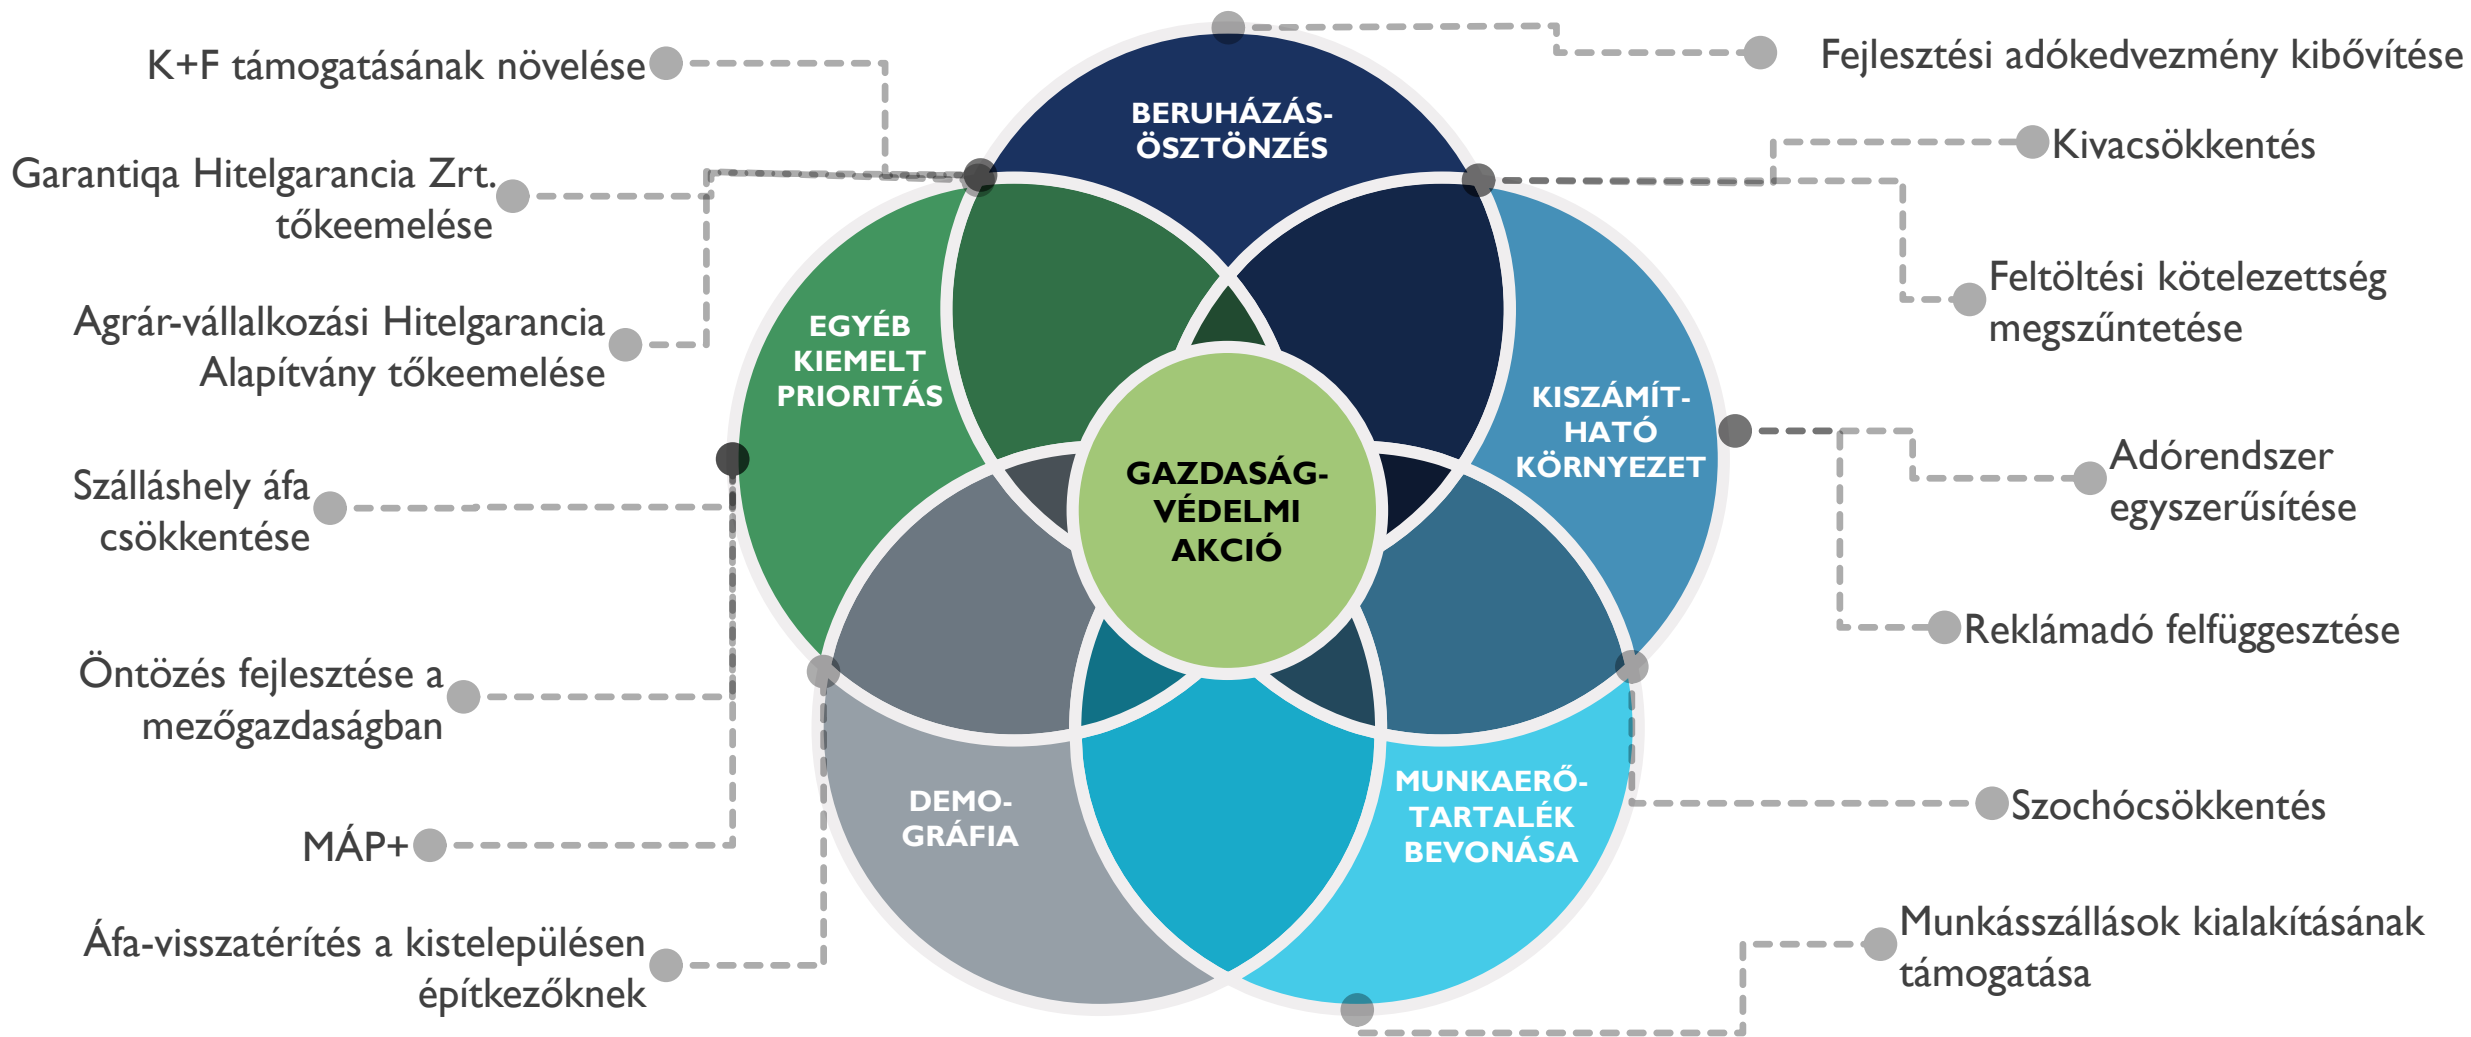 K+F támogatásának növelése
Garantiqa Hitelgarancia Zrt.
tőkeemelése
Agrár-vállalkozási Hitelgarancia
Alapítvány tőkeemelése
Szálláshely áfa
csökkentése
Öntözés fejlesztése a
mezőgazdaságban
MÁP+
Áfa-visszatérítés a kistelepülésen
építkezőknek
BERUHÁZÁS-
ÖSZTÖNZÉS
EGYÉB
KIEMELT
PRIORITÁS
KISZÁMÍT-
HATÓ
KÖRNYEZET
GAZDASÁG-
VÉDELMI
AKCIÓ
DEMO-
GRÁFIA
MUNKAERŐ-
TARTALÉK
BEVONÁSA
Fejlesztési adókedvezmény kibővítése
Kivacsökkentés
Feltöltési kötelezettség
megszűntetése
Adórendszer
egyszerűsítése
Reklámadó felfüggesztése
Szochócsökkentés
Munkásszállások kialakításának
támogatása